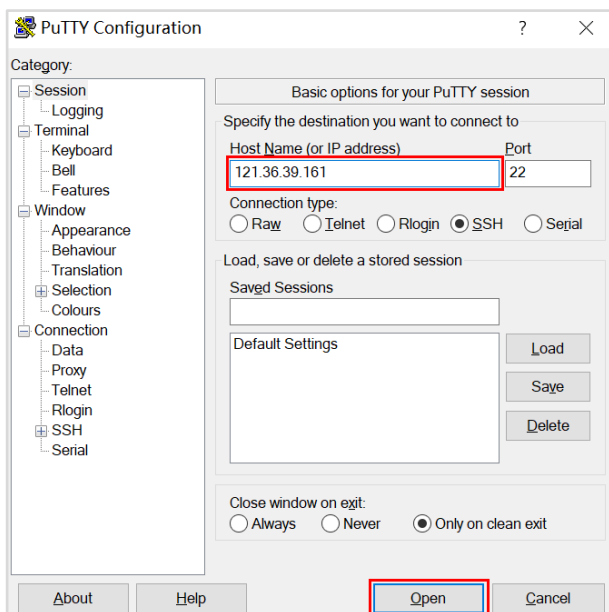 PuTTY Configuration
?
Category:
Session
Logging
Terminal
Keyboard
Bell
Features
Window
Appearance
Behaviour
Translation
Selection
Colours
Connection
Data
Proxy
Telnet
Rlogin
SSH
Serial
Basic options for your PuTTY session
Specify the destination you want to connect to
Host Name (or IP address) Port
121.36.39.161 22
Connection type:
Raw Telnet Rlogin SSH Serial
Load, save or delete a stored session
Saved Sessions
Default Settings
Load
Save
Delete
Close window on exit:
Always Never Only on clean exit
About Help Open Cancel